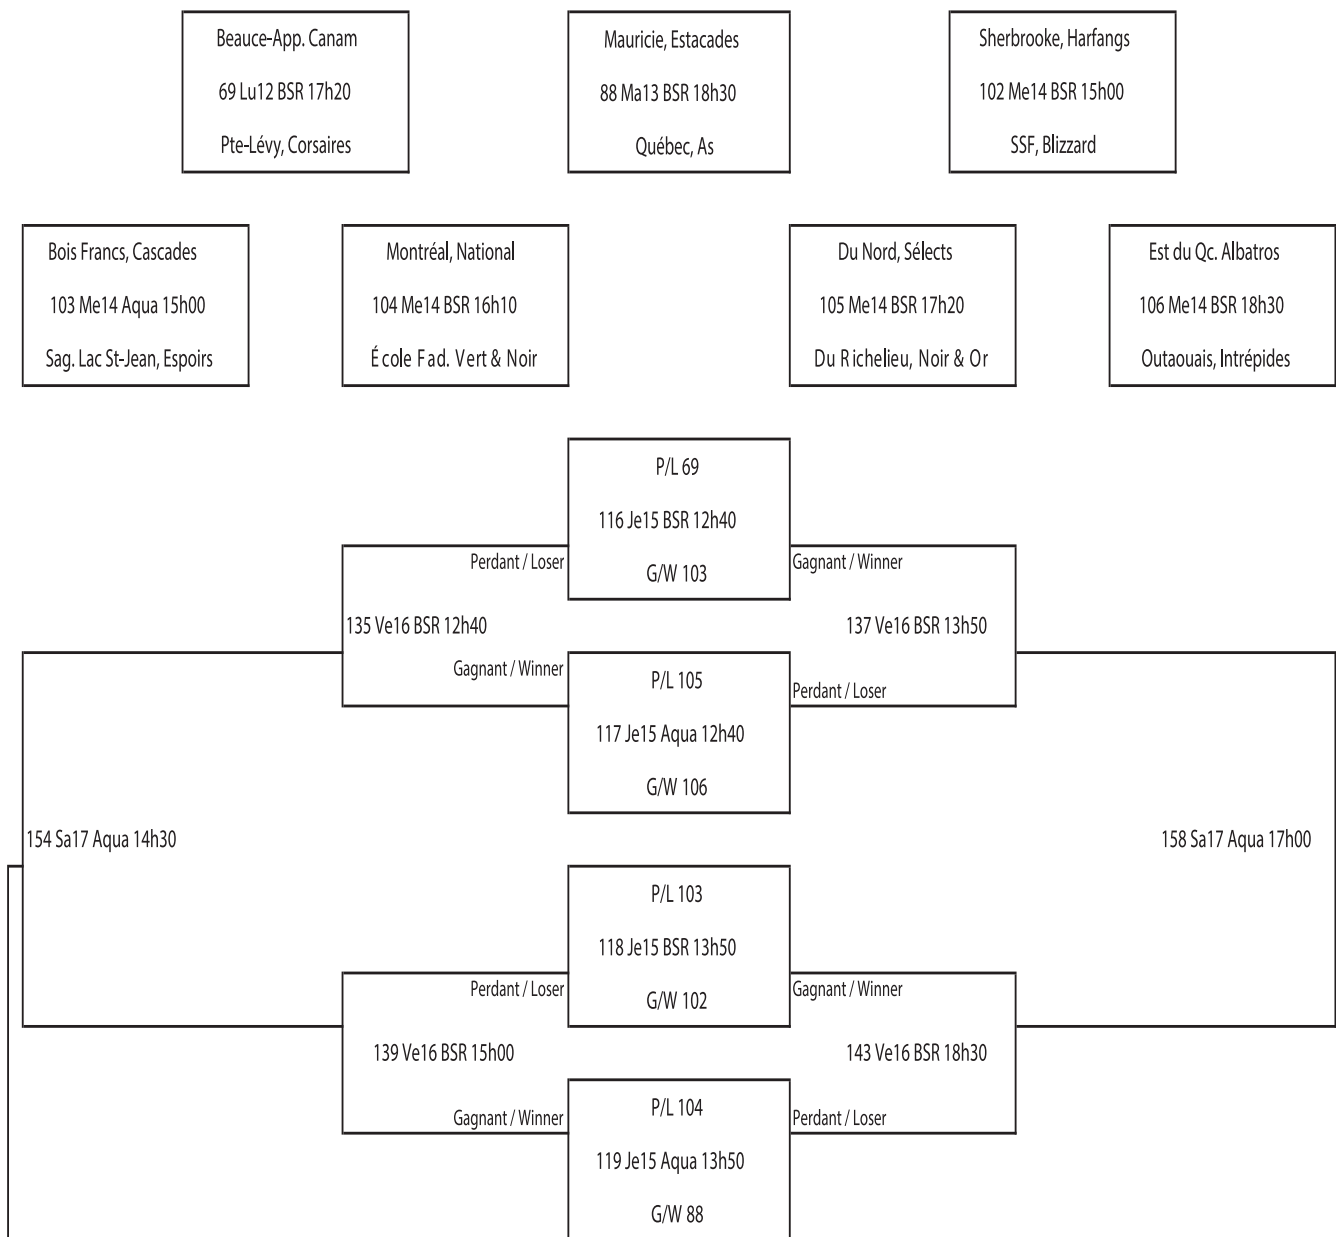 Beauce-App. Canam
69 Lu12 BSR 17h20
Pte-Lévy, Corsaires
Mauricie, Estacades
88 Ma13 BSR 18h30
Québec, As
Sherbrooke, Harfangs
102 Me14 BSR 15h00
SSF, Blizzard
Bois Francs, Cascades
103 Me14 Aqua 15h00
Sag. Lac St-Jean, Espoirs
Montréal, National
104 Me14 BSR 16h10
École Fad. Vert & Noir
Du Nord, Sélects
105 Me14 BSR 17h20
Du Richelieu, Noir & Or
Est du Qc. Albatros
106 Me14 BSR 18h30
Outaouais, Intrépides
P/L 69
116 Je15 BSR 12h40
G/W 103
Perdant / Loser
Gagnant / Winner
135 Ve16 BSR 12h40
137 Ve16 BSR 13h50
Gagnant / Winner
Perdant / Loser
P/L 105
117 Je15 Aqua 12h40
G/W 106
154 Sa17 Aqua 14h30
158 Sa17 Aqua 17h00
P/L 103
118 Je15 BSR 13h50
G/W 102
Perdant / Loser
Gagnant / Winner
139 Ve16 BSR 15h00
143 Ve16 BSR 18h30
Gagnant / Winner
Perdant / Loser
P/L 104
119 Je15 Aqua 13h50
G/W 88